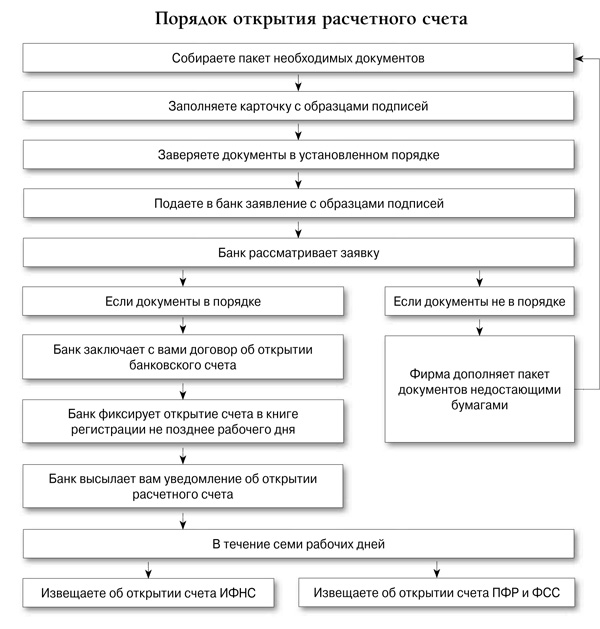 Порядок открытия расчетного счета
Собираете пакет необходимых документов
Заполняете карточку с образцами подписей
Заверяете документы в установленном порядке
Подаете в банк заявление с образцами подписей
Банк рассматривает заявку
Если документы в порядке
Если документы не в порядке
Банк заключает с вами договор об открытии
банковского счета
Фирма дополняет пакет
документов недостающими
бумагами
Банк фиксирует открытие счета в книге
регистрации не позднее рабочего дня
Банк высылает вам уведомление об открытии
расчетного счета
В течение семи рабочих дней
Извещаете об открытии счета ИФНС
Извещаете об открытии счета ПФР и ФСС